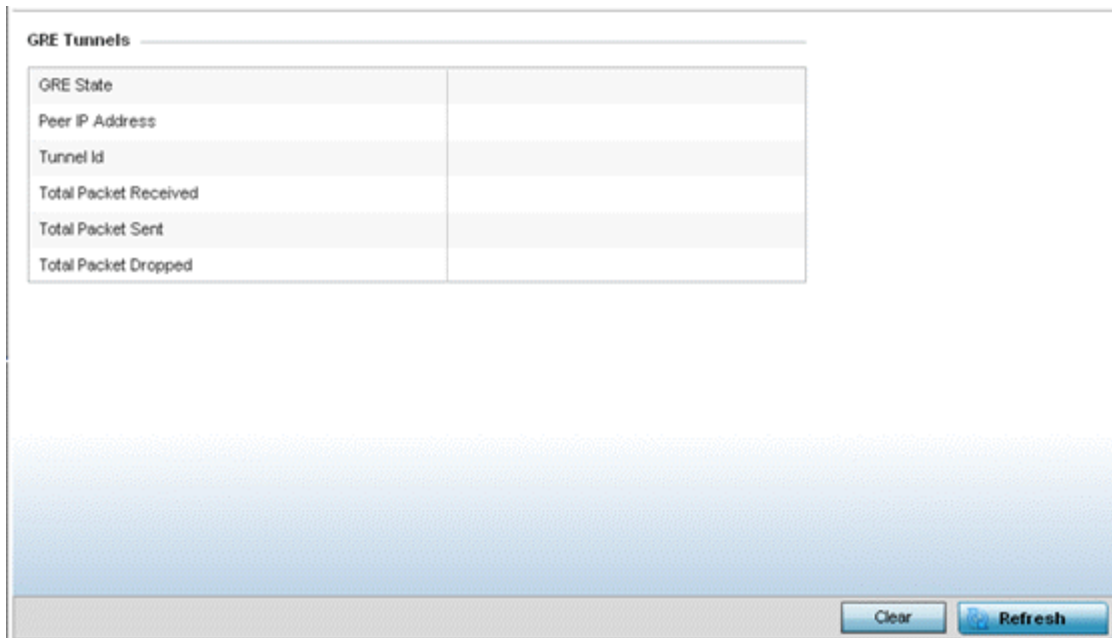 GRE Tunnels
GRE State
Peer IP Address
Tunnel Id
Total Packet Received
Total Packet Sent
Total Packet Dropped
Clear
Refresh